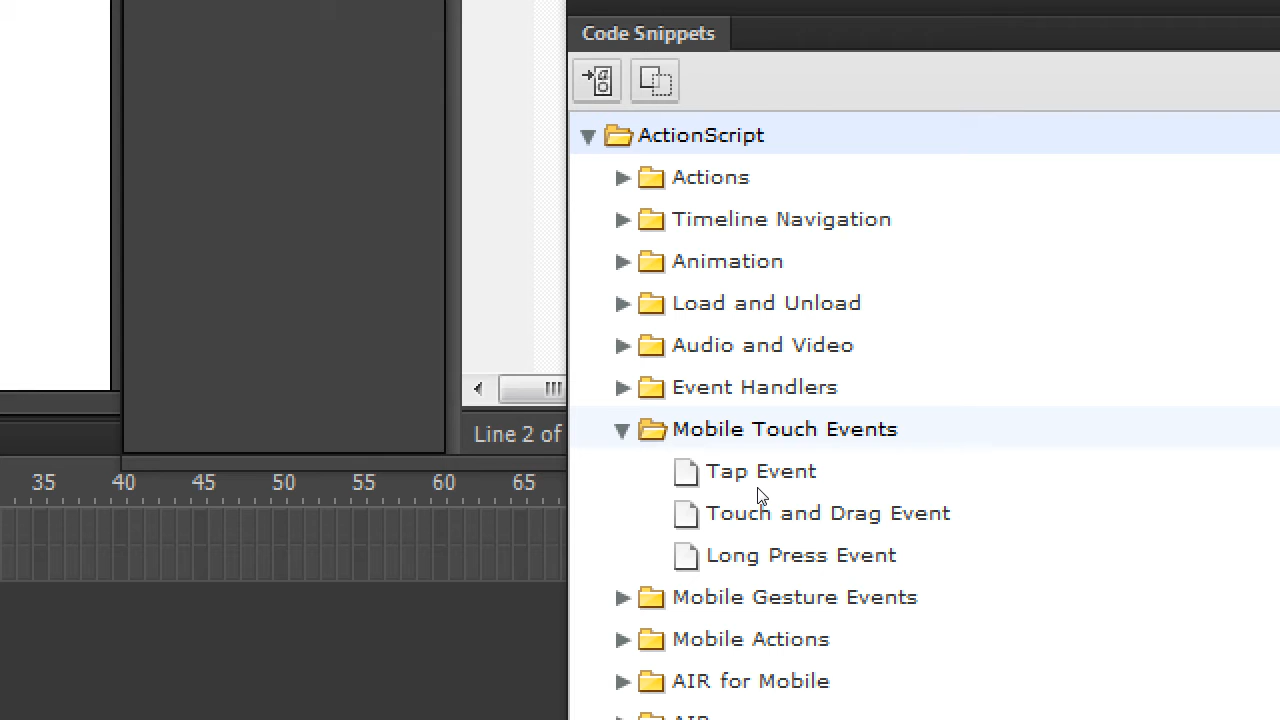 Code Snippets
ActionScript
Actions
Timeline Navigation
Animation
Load and Unload
Audio and Video
Event Handlers
Mobile Touch Events
Line 2 of
Tap Event
35 40 45 50 55 60 65
Touch and Drag Event
Long Press Event
Mobile Gesture Events
Mobile Actions
AIR for Mobile